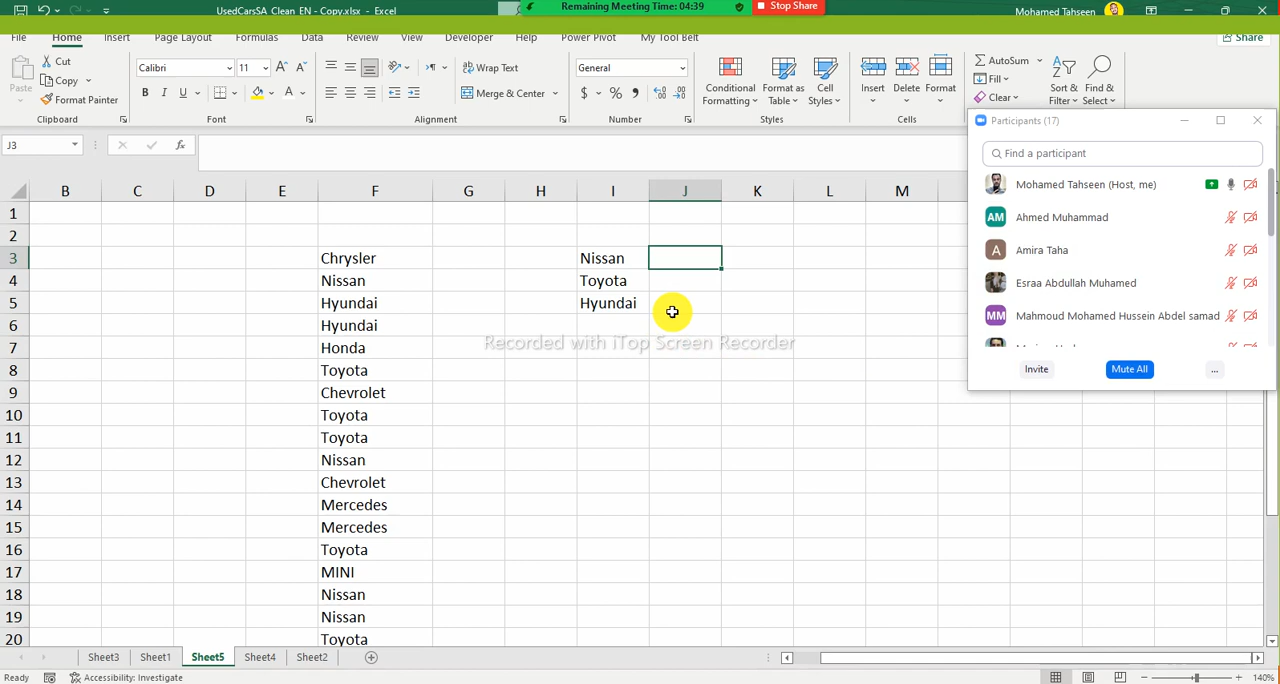 UsedCarsSA_Clean_EN - Copy.xlsx - Excel
Remaining Meeting Time: 04:39
Stop Share
Mohamed Tahseen
File Home Insert Page Layout Formulas Data Review View Developer Help Power Pivot My Tool Belt
Share
Paste
Cut
Copy
Format Painter
Clipboard
Calibri 11
B I U
Font
Wrap Text
Merge & Center
Alignment
General
$ % ,
Number
Conditional Formatting
Format as Table
Cell Styles
Styles
Insert Delete Format
Cells
AutoSum
Fill
Clear
Sort & Filter
Find & Select
J3
fx
Participants (17)
Find a participant
Mohamed Tahseen (Host, me)
AM Ahmed Muhammad
A Amira Taha
Esraa Abdullah Muhamed
MM Mahmoud Mohamed Hussein Abdel samad
Invite Mute All ...
B C D E F G H I J K L M
1
2
3 Chrysler Nissan
4 Nissan Toyota
5 Hyundai Hyundai
6 Hyundai
Recorded with iTop Screen Recorder
7 Honda
8 Toyota
9 Chevrolet
10 Toyota
11 Toyota
12 Nissan
13 Chevrolet
14 Mercedes
15 Mercedes
16 Toyota
17 MINI
18 Nissan
19 Nissan
20 Toyota
Sheet3 Sheet1 Sheet5 Sheet4 Sheet2
Ready Accessibility: Investigate 140%